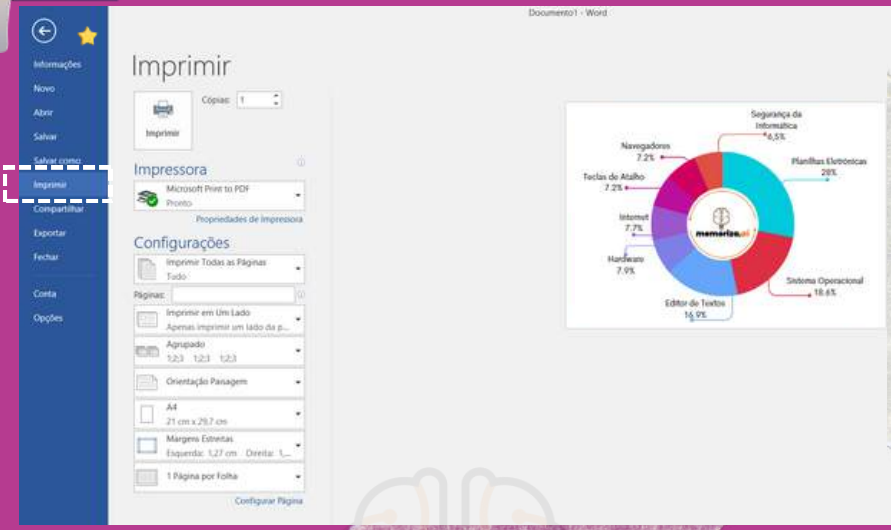 Documento1 - Word
Informações
Novo
Abrir
Salvar
Salvar como
Imprimir
Compartilhar
Exportar
Fechar
Conta
Opções
Imprimir
Cópias: 1
Imprimir
Impressora
Microsoft Print to PDF
Pronto
Propriedades de Impressora
Configurações
Imprimir Todas as Páginas
Tudo
Páginas:
Imprimir em Um Lado
Apenas imprimir um lado da p...
Agrupado
1;2;3 1;2;3 1;2;3
Orientação Paisagem
A4
21 cm x 29,7 cm
Margens Estreitas
Esquerda: 1,27 cm Direita: 1,...
1 Página por Folha
Configurar Página
Segurança da
Informática
6,5%
Navegadores
7.2%
Planilhas Eletrônicas
28%
Teclas de Atalho
7.2%
Internet
7.7%
memorize.ai
Hardware
7.9%
Sistema Operacional
18.6%
Editor de Textos
16.9%